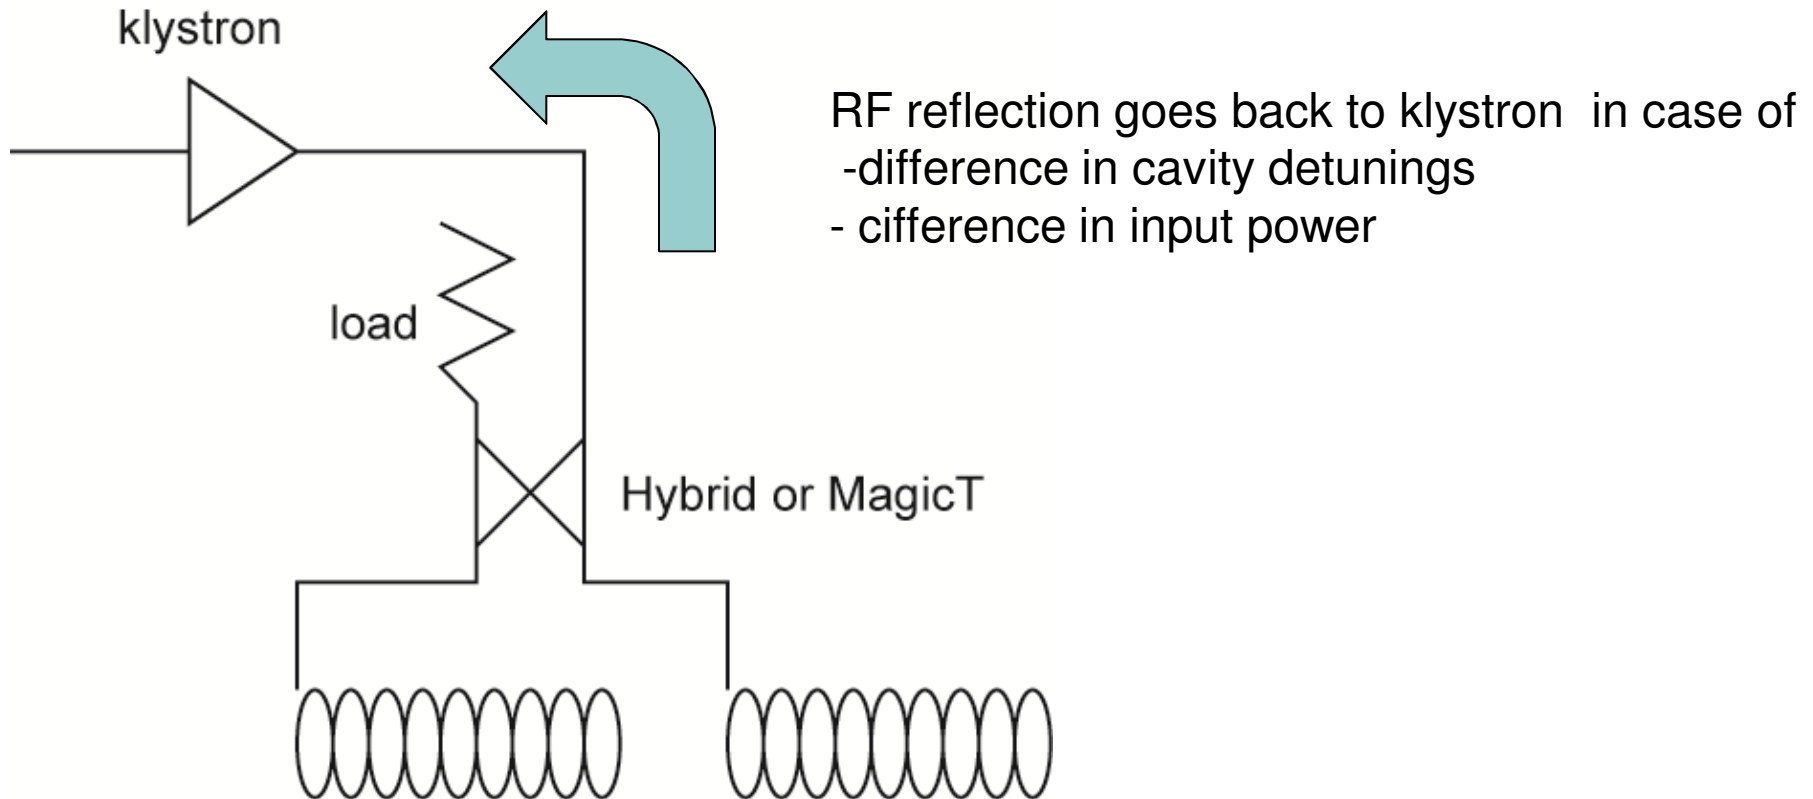 klystron
RF reflection goes back to klystron  in case of
-difference in cavity detunings
- cifference in input power
load
Hybrid or MagicT